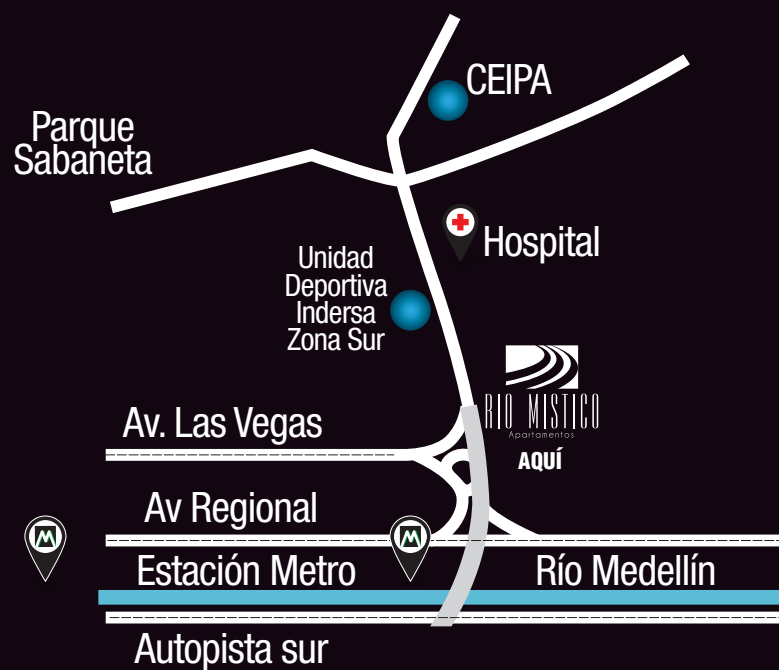 CEIPA
Parque
Sabaneta
Hospital
Unidad
Deportiva
Indersa
Zona Sur
RIO MISTICO
Apartamentos
AQUÍ
Av. Las Vegas
Av Regional
M
M
Estación Metro
Río Medellín
Autopista sur